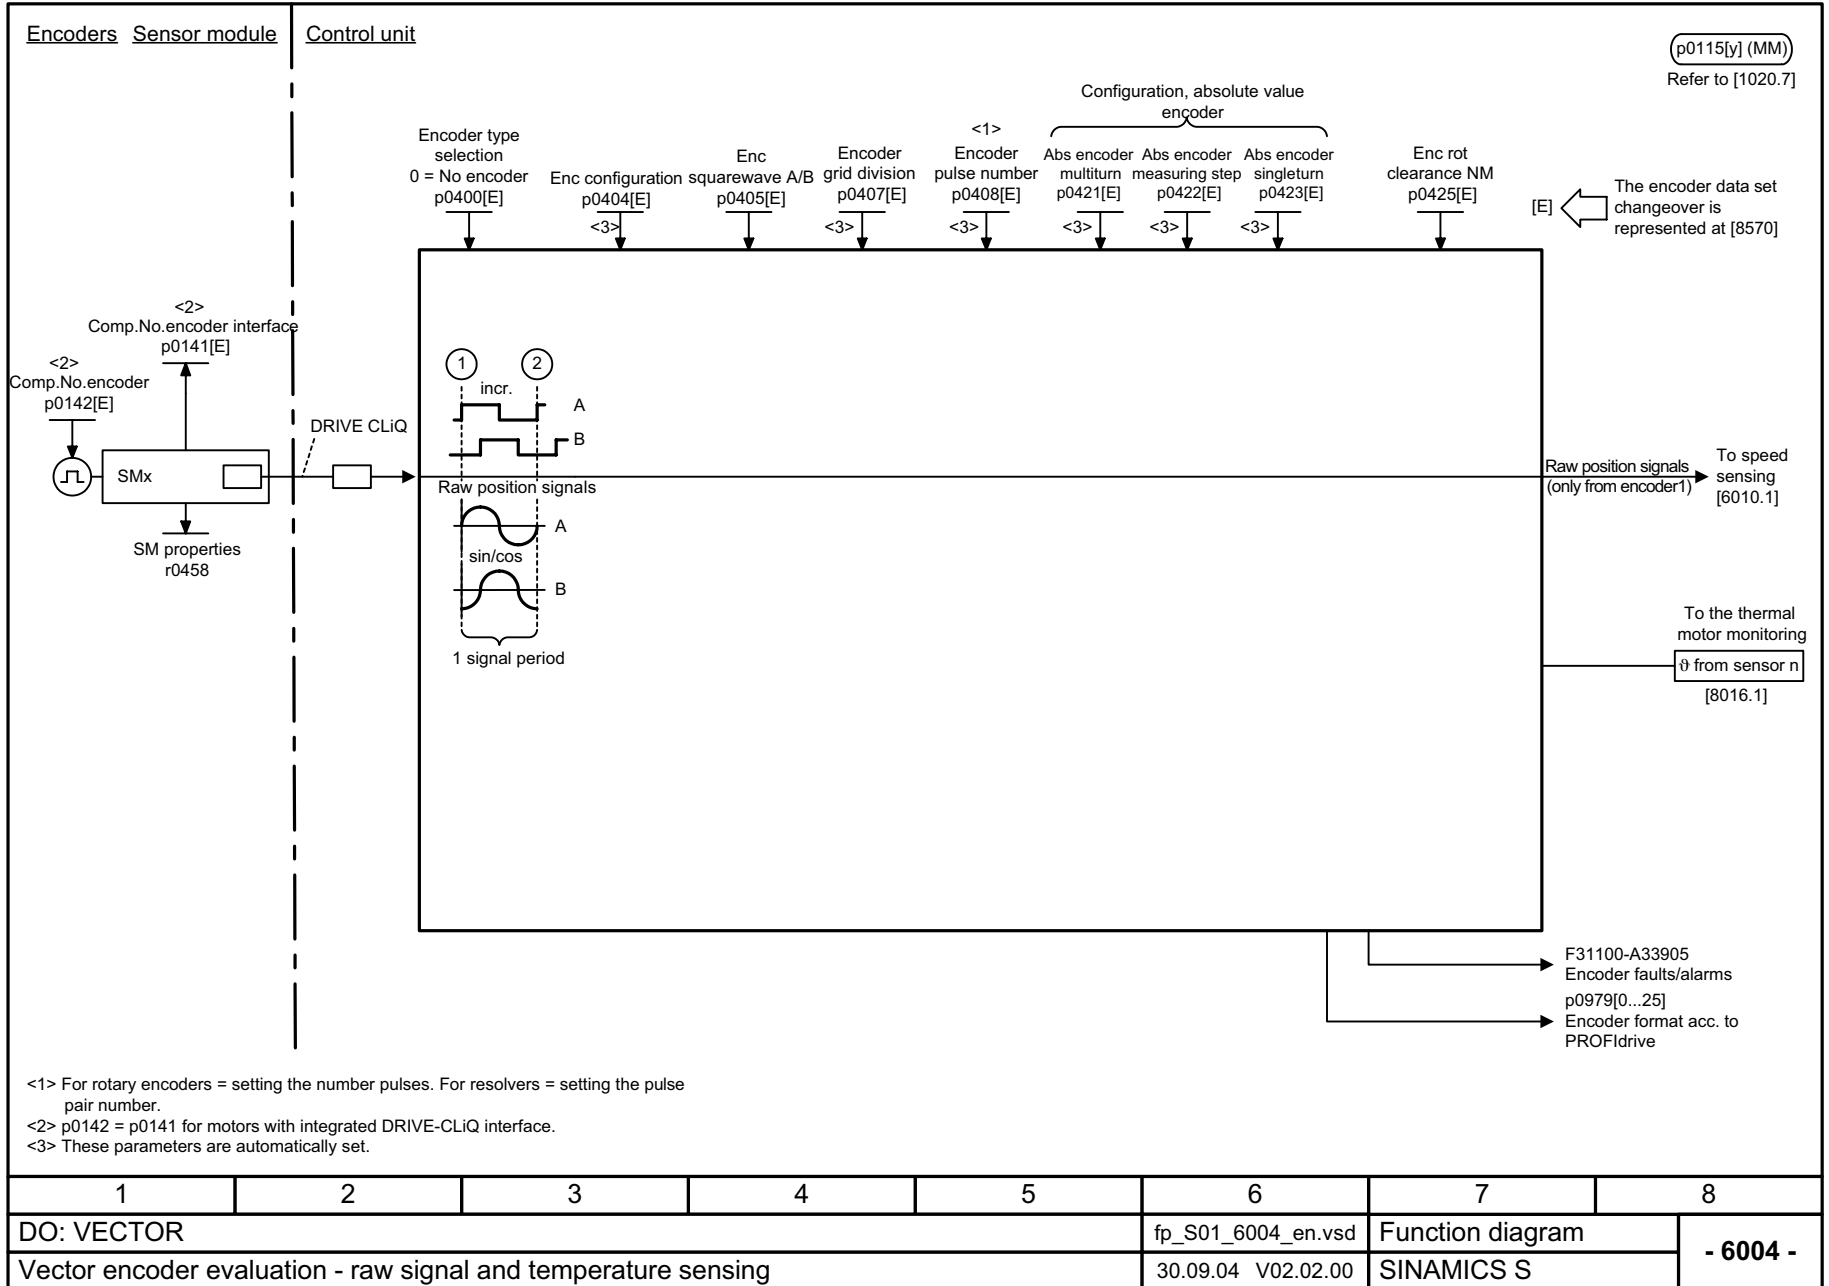 Encoders Sensor module Control unit
p0115[y] (MM)
Refer to [1020.7]
Configuration, absolute value
encoder
Encoder type
selection
0 = No encoder
p0400[E]
Enc configuration
p0404[E]
<3>
Enc
squarewave A/B
p0405[E]
Encoder
grid division
p0407[E]
<3>
<1>
Encoder
pulse number
p0408[E]
<3>
Abs encoder
multiturn
p0421[E]
<3>
Abs encoder
measuring step
p0422[E]
<3>
Abs encoder
singleturn
p0423[E]
<3>
Enc rot
clearance NM
p0425[E]
[E]
The encoder data set
changeover is
represented at [8570]
<2>
Comp.No.encoder interface
p0141[E]
<2>
Comp.No.encoder
p0142[E]
SMx
DRIVE CLiQ
SM properties
r0458
1 2
incr.
A
B
Raw position signals
A
sin/cos
B
1 signal period
Raw position signals
(only from encoder1)
To speed
sensing
[6010.1]
To the thermal
motor monitoring
ϑ from sensor n
[8016.1]
F31100-A33905
Encoder faults/alarms
p0979[0...25]
Encoder format acc. to
PROFIdrive
<1> For rotary encoders = setting the number pulses. For resolvers = setting the pulse
pair number.
<2> p0142 = p0141 for motors with integrated DRIVE-CLiQ interface.
<3> These parameters are automatically set.
1 2 3 4 5 6 7 8
DO: VECTOR
fp_S01_6004_en.vsd
Function diagram
- 6004 -
Vector encoder evaluation - raw signal and temperature sensing
30.09.04 V02.02.00
SINAMICS S